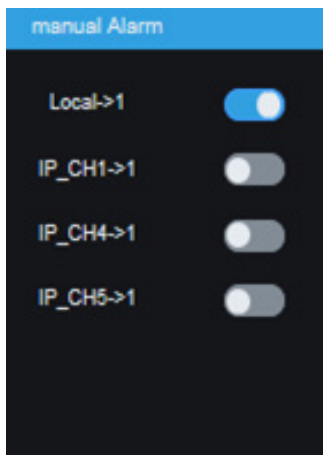 manual Alarm
Local->1
IP_CH1->1
IP_CH4->1
IP_CH5->1